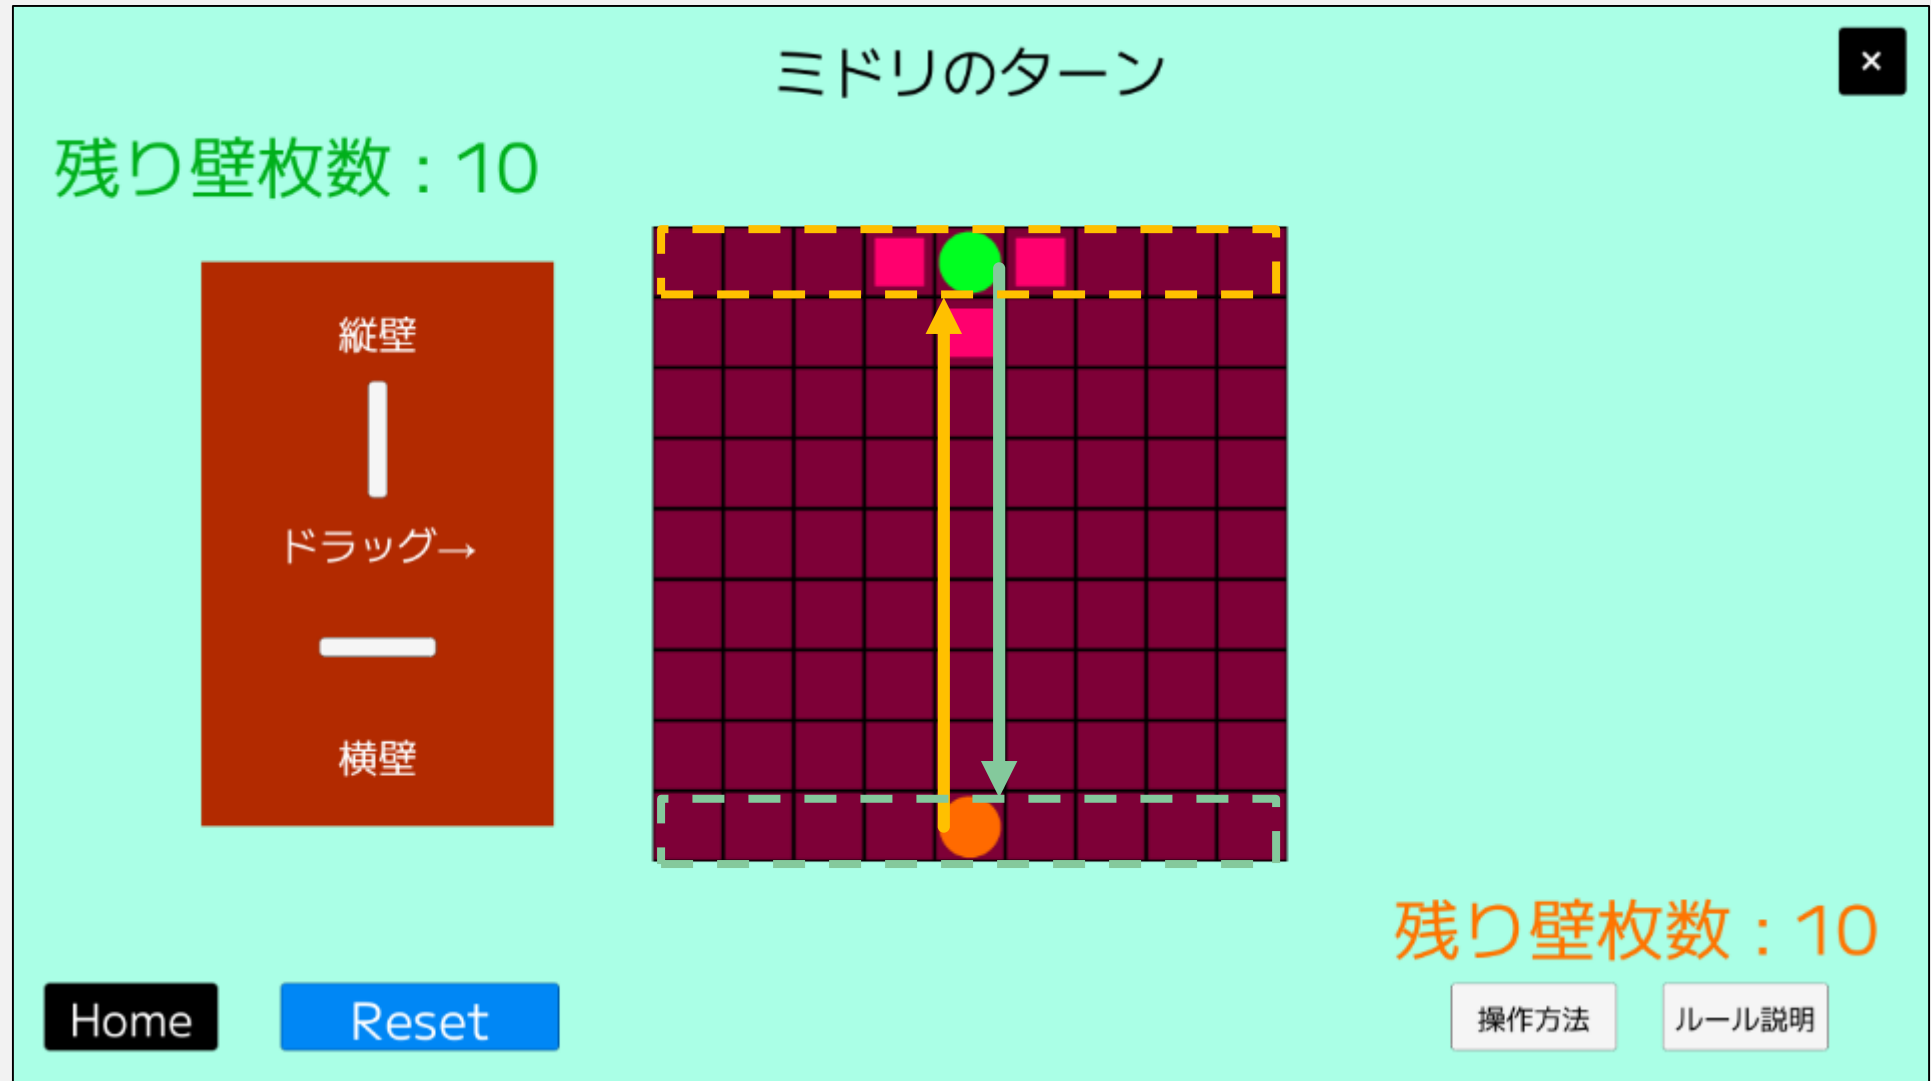 ミドリのターン
×
残り壁枚数:10
縦壁
ドラッグ→
横壁
残り壁枚数:10
Home
Reset
操作方法
ルール説明